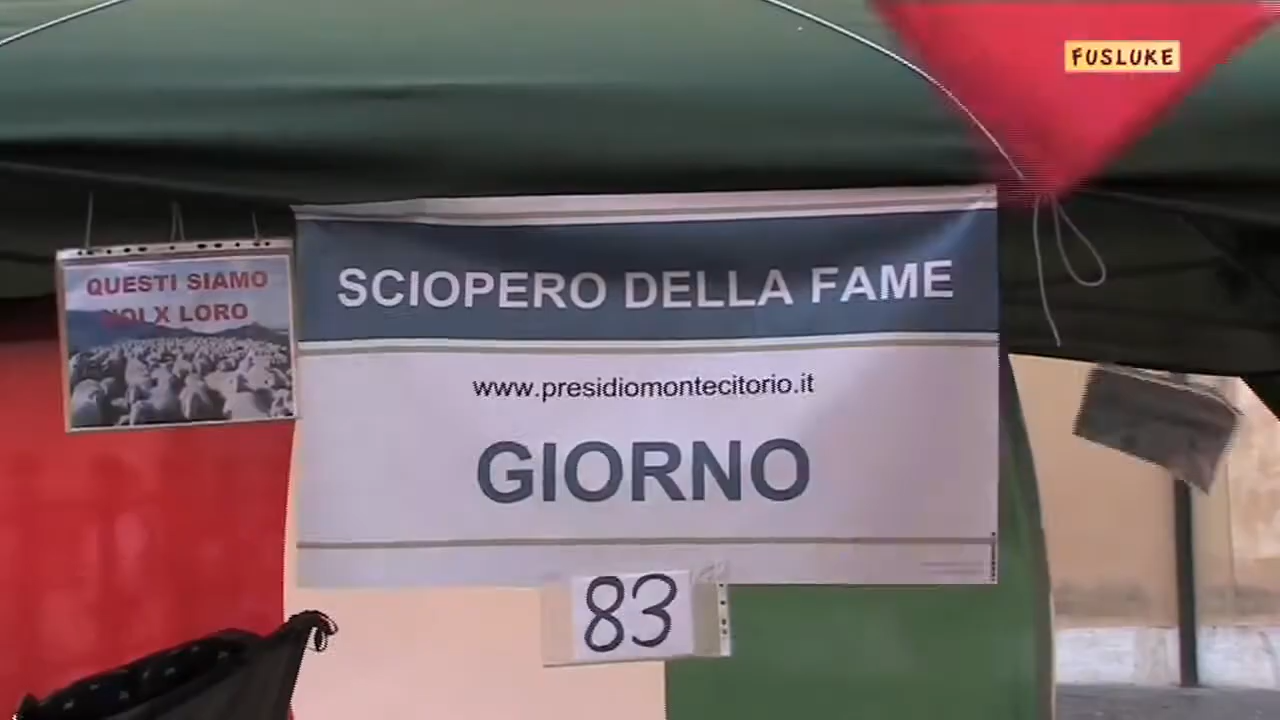 FUSLUKE
QUESTI SIAMO
NOI X LORO
SCIOPERO DELLA FAME
www.presidiomontecitorio.it
GIORNO
83